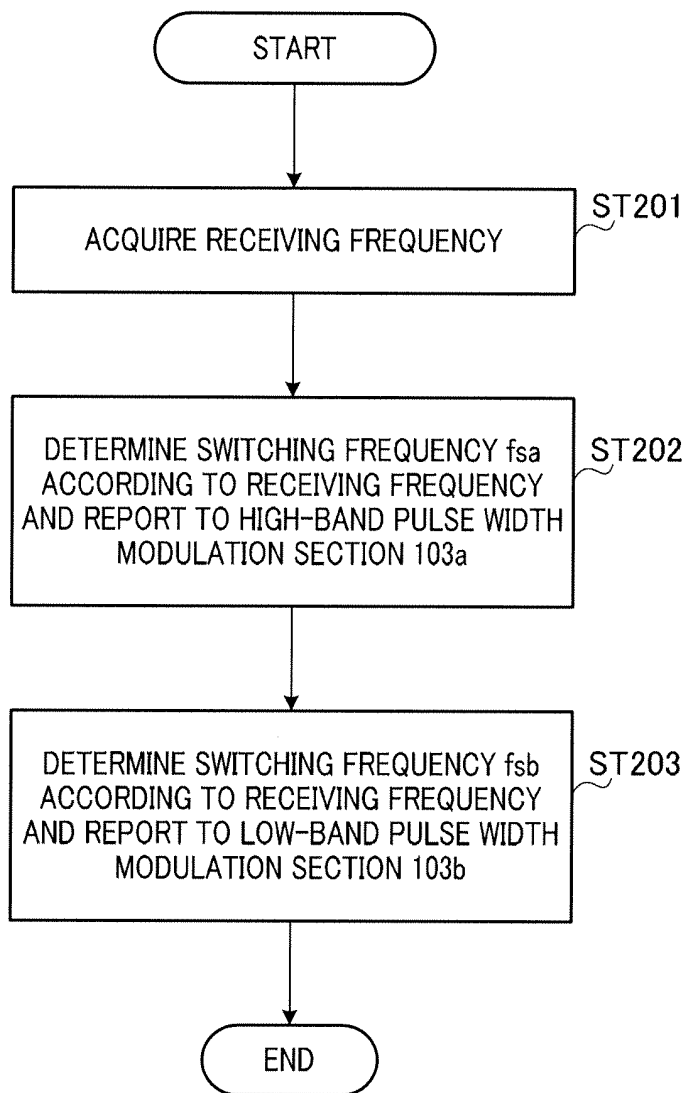 START
ACQUIRE RECEIVING FREQUENCY
ST201
DETERMINE SWITCHING FREQUENCY fsa
ACCORDING TO RECEIVING FREQUENCY
AND REPORT TO HIGH-BAND PULSE WIDTH
MODULATION SECTION 103a
ST202
DETERMINE SWITCHING FREQUENCY fsb
ACCORDING TO RECEIVING FREQUENCY
AND REPORT TO LOW-BAND PULSE WIDTH
MODULATION SECTION 103b
ST203
END